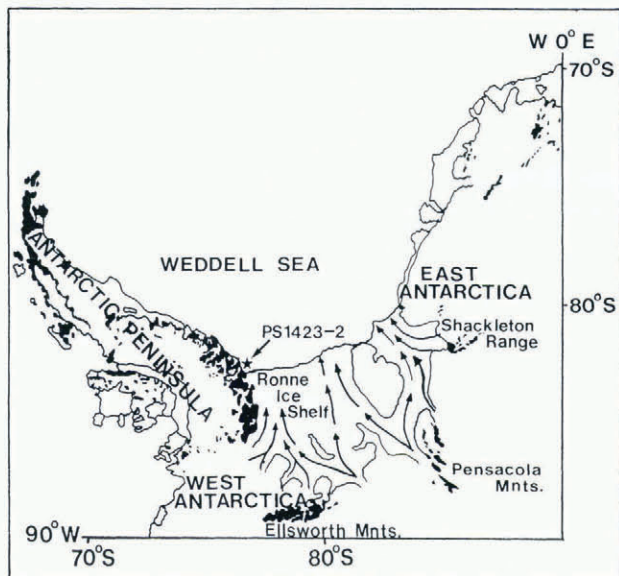 W 0° E
70°S
ANTARCTIC PENINSULA
WEDDELL SEA
EAST
ANTARCTICA
80°S
PS1423-2
Shackleton
Range
Ronne
Ice
Shelf
WEST
ANTARCTICA
Pensacola
Mnts.
Ellsworth Mnts.
90°W
70°S
80°S